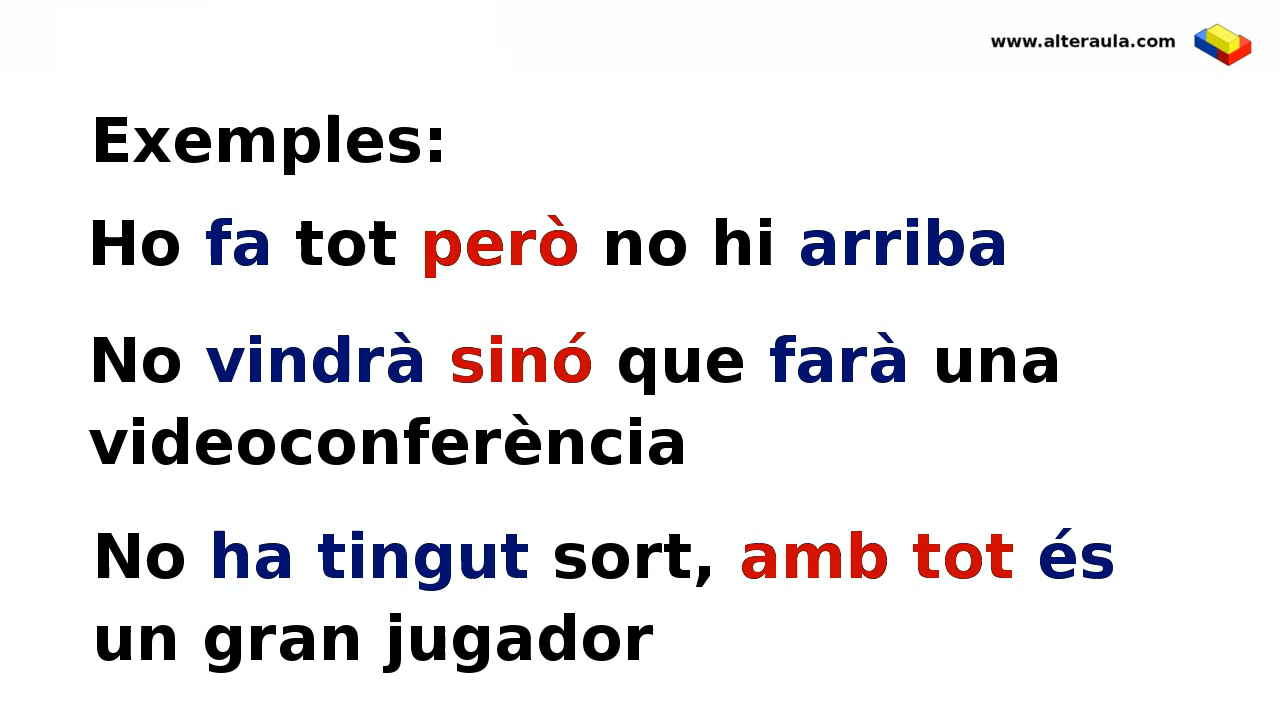 www.alteraula.com
Exemples:
Ho fa tot però no hi arriba
No vindrà sinó que farà una
videoconferència
No ha tingut sort, amb tot és
un gran jugador